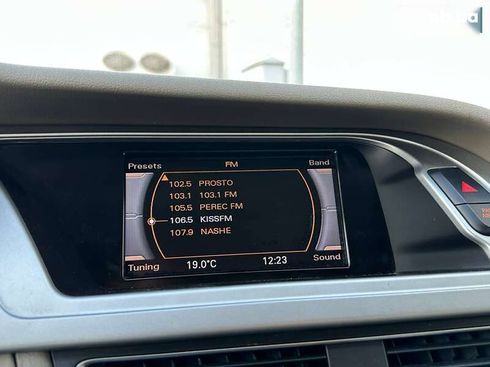 Presets FM Band
102.5 PROSTO
103.1 103.1 FM
105.5 PEREC FM
106.5 KISSFM
107.9 NASHE
Tuning 19.0°C 12:23 Sound